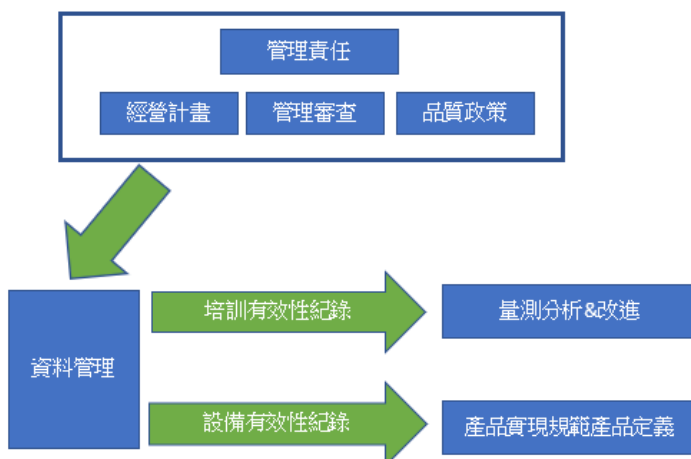 管理責任
經營計畫
管理審查
品質政策
培訓有效性紀錄
量測分析&改進
資料管理
設備有效性紀錄
產品實現規範產品定義